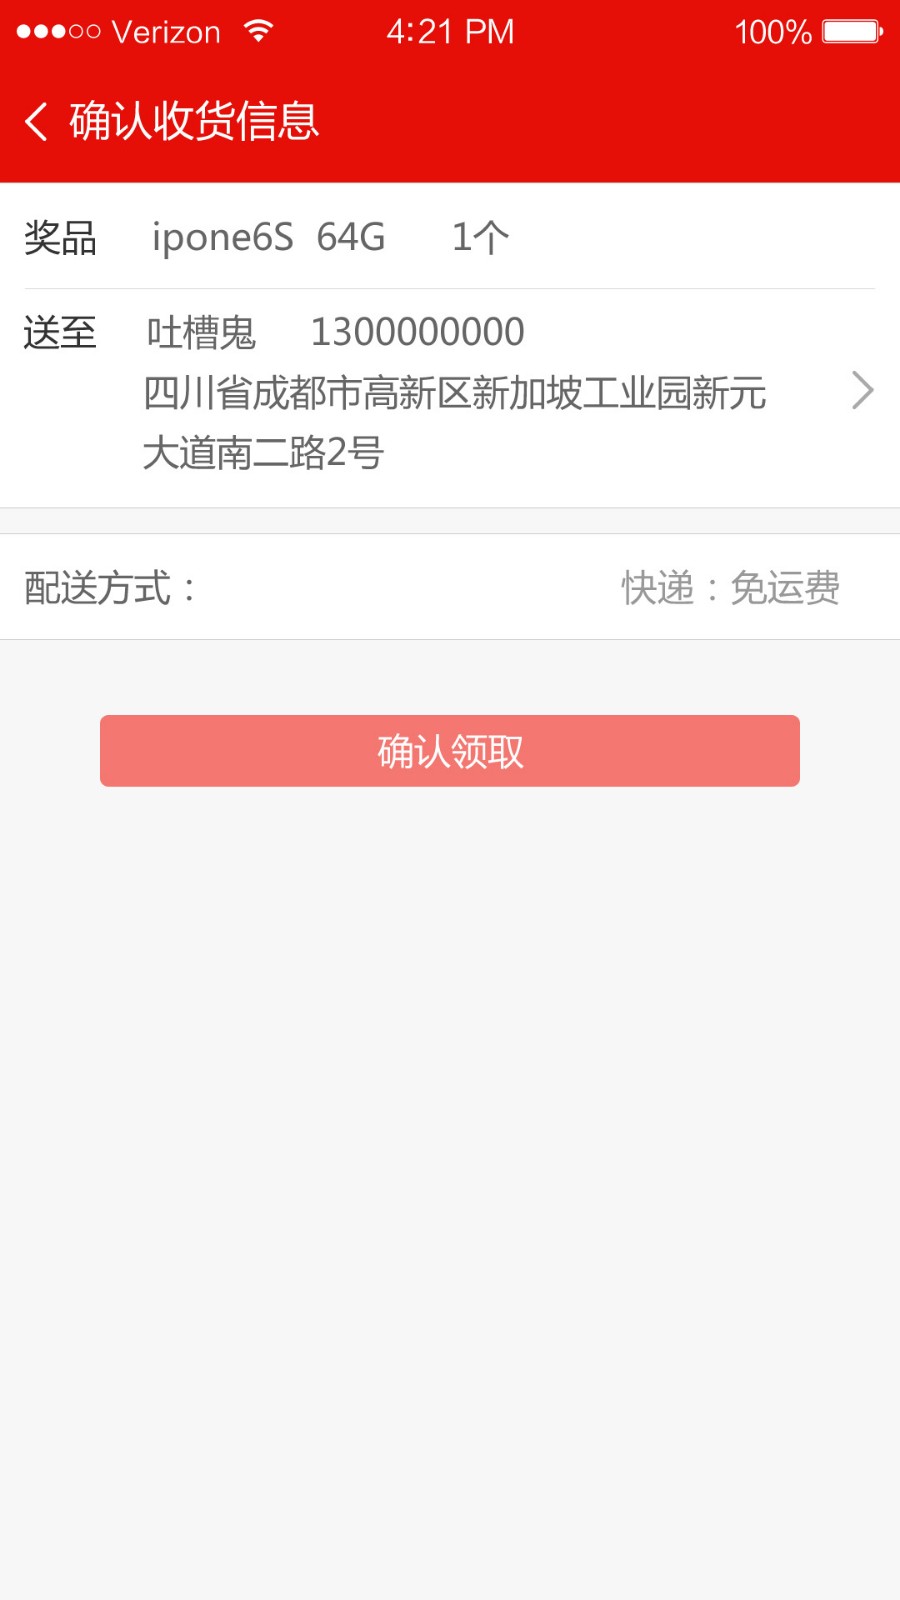 Verizon 4:21 PM 100%
确认收货信息
奖品 ipone6S 64G 1个
送至 吐槽鬼 1300000000
四川省成都市高新区新加坡工业园新元
大道南二路2号
配送方式： 快递：免运费
确认领取